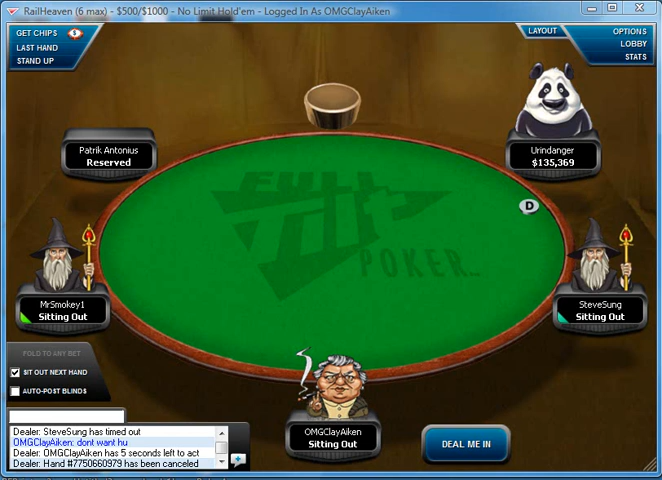 RailHeaven (6 max) - $500/$1000 - No Limit Hold'em - Logged In As OMGClayAiken
GET CHIPS $
LAST HAND
STAND UP
LAYOUT
OPTIONS
LOBBY
STATS
Patrik Antonius
Reserved
Urindanger
$135,369
FULL
TILT
POKER
D
MrSmokey1
Sitting Out
SteveSung
Sitting Out
FOLD TO ANY BET
SIT OUT NEXT HAND
AUTO-POST BLINDS
OMGClayAiken
Sitting Out
DEAL ME IN
Dealer: SteveSung has timed out
OMGClayAiken: dont want hu
Dealer: OMGClayAiken has 5 seconds left to act
Dealer: Hand #7750660979 has been canceled